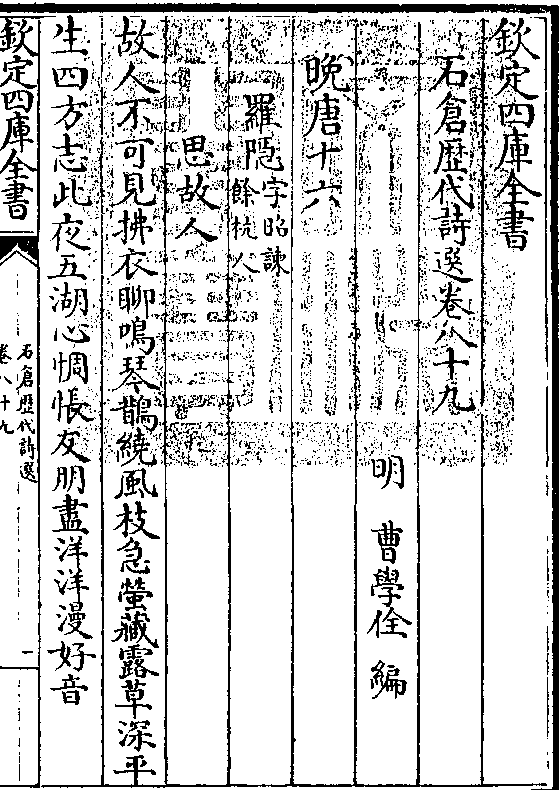 欽定四庫全書
石倉歴代詩選卷八十九
明　曹學佺　編
晚唐十六
羅隠字昭諫
餘杭人
思故人
故人不可見拂衣聊鳴琴鵲繞風枝急螢藏露草深平
生四方志此夜五湖心惆悵友朋盡洋洋漫好音
欽定四庫全書
石倉歴代詩選
卷八十九
一